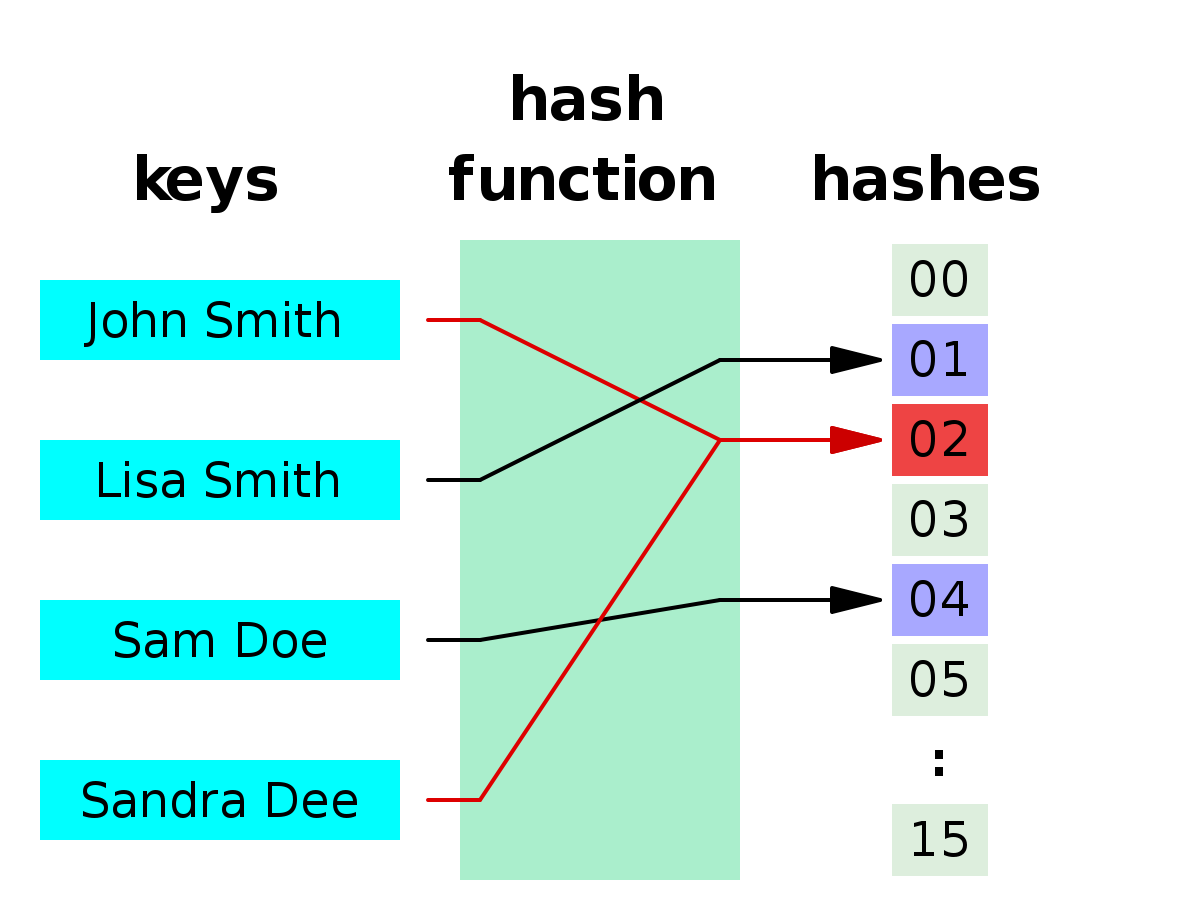 keys
hash
function
hashes
John Smith
Lisa Smith
Sam Doe
Sandra Dee
00
01
02
03
04
05
:
15